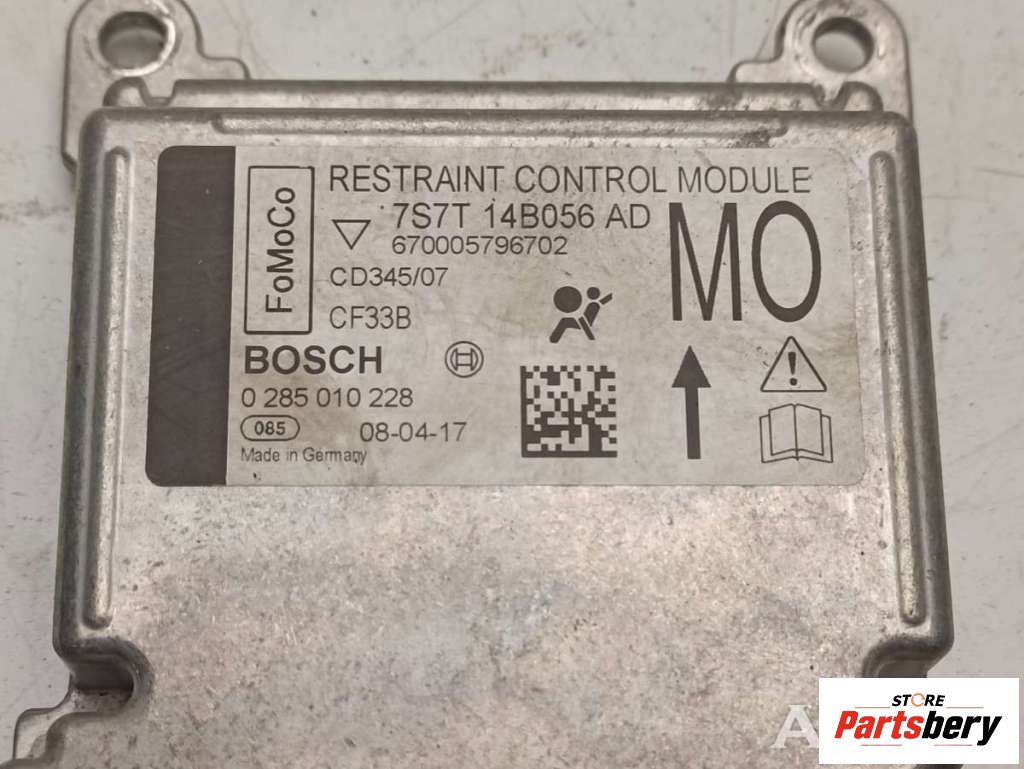 RESTRAINT CONTROL MODULE
FoMoCo
7S7T 14B056 AD
670005796702
MO
CD345/07
CF33B
BOSCH
0 285 010 228
085
08-04-17
Made in Germany
A
STORE
Partsbery